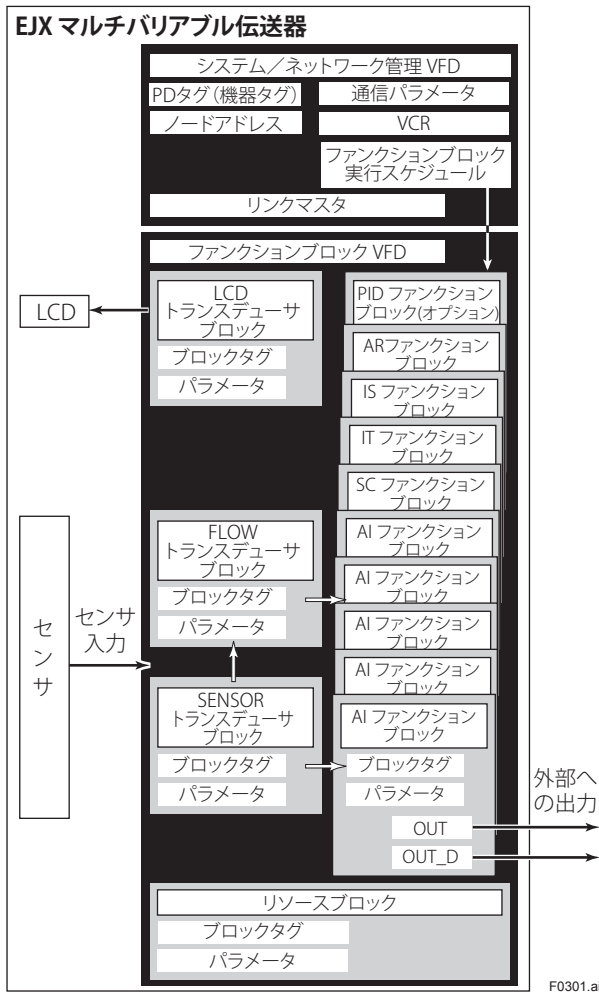 EJX マルチバリアブル伝送器
システム／ネットワーク管理 VFD
PDタグ（機器タグ）
通信パラメータ
ノードアドレス
VCR
ファンクションブロック
実行スケジュール
リンクマスタ
ファンクションブロック VFD
LCD
LCD
トランスデューサ
ブロック
ブロックタグ
パラメータ
PID ファンクション
ブロック(オプション)
ARファンクション
ブロック
IS ファンクション
ブロック
IT ファンクション
ブロック
SC ファンクション
ブロック
AI ファンクション
ブロック
AI ファンクション
ブロック
AI ファンクション
ブロック
AI ファンクション
ブロック
AI ファンクション
ブロック
ブロックタグ
パラメータ
OUT
OUT_D
外部へ
の出力
センサ
センサ
入力
FLOW
トランスデューサ
ブロック
ブロックタグ
パラメータ
SENSOR
トランスデューサ
ブロック
ブロックタグ
パラメータ
リソースブロック
ブロックタグ
パラメータ